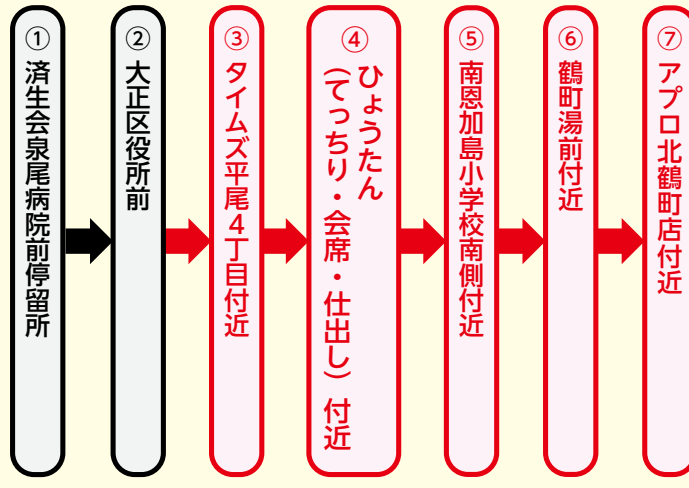 ①
済生会泉尾病院前停留所
②
大正区役所前
③
タイムズ平尾4丁目付近
④
ひょうたん
(てっちり・会席・仕出し)付近
⑤
南恩加島小学校南側付近
⑥
鶴町湯前付近
⑦
アプロ北鶴町店付近